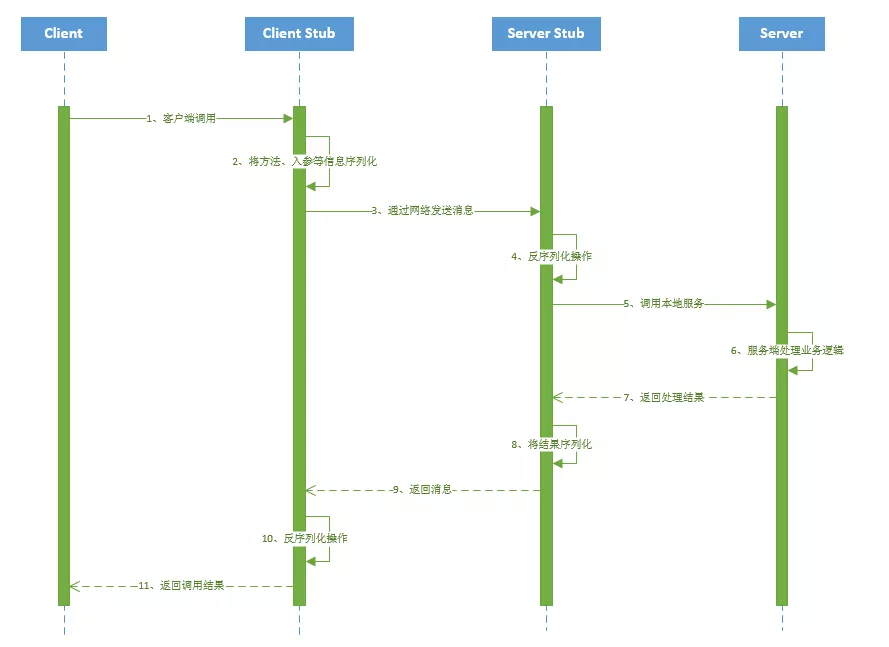 Client
Client Stub
Server Stub
Server
1、客户端调用
2、将方法、入参等信息序列化
3、通过网络发送消息
4、反序列化操作
5、调用本地服务
6、服务端处理业务逻辑
7、返回处理结果
8、将结果序列化
9、返回消息
10、反序列化操作
11、返回调用结果